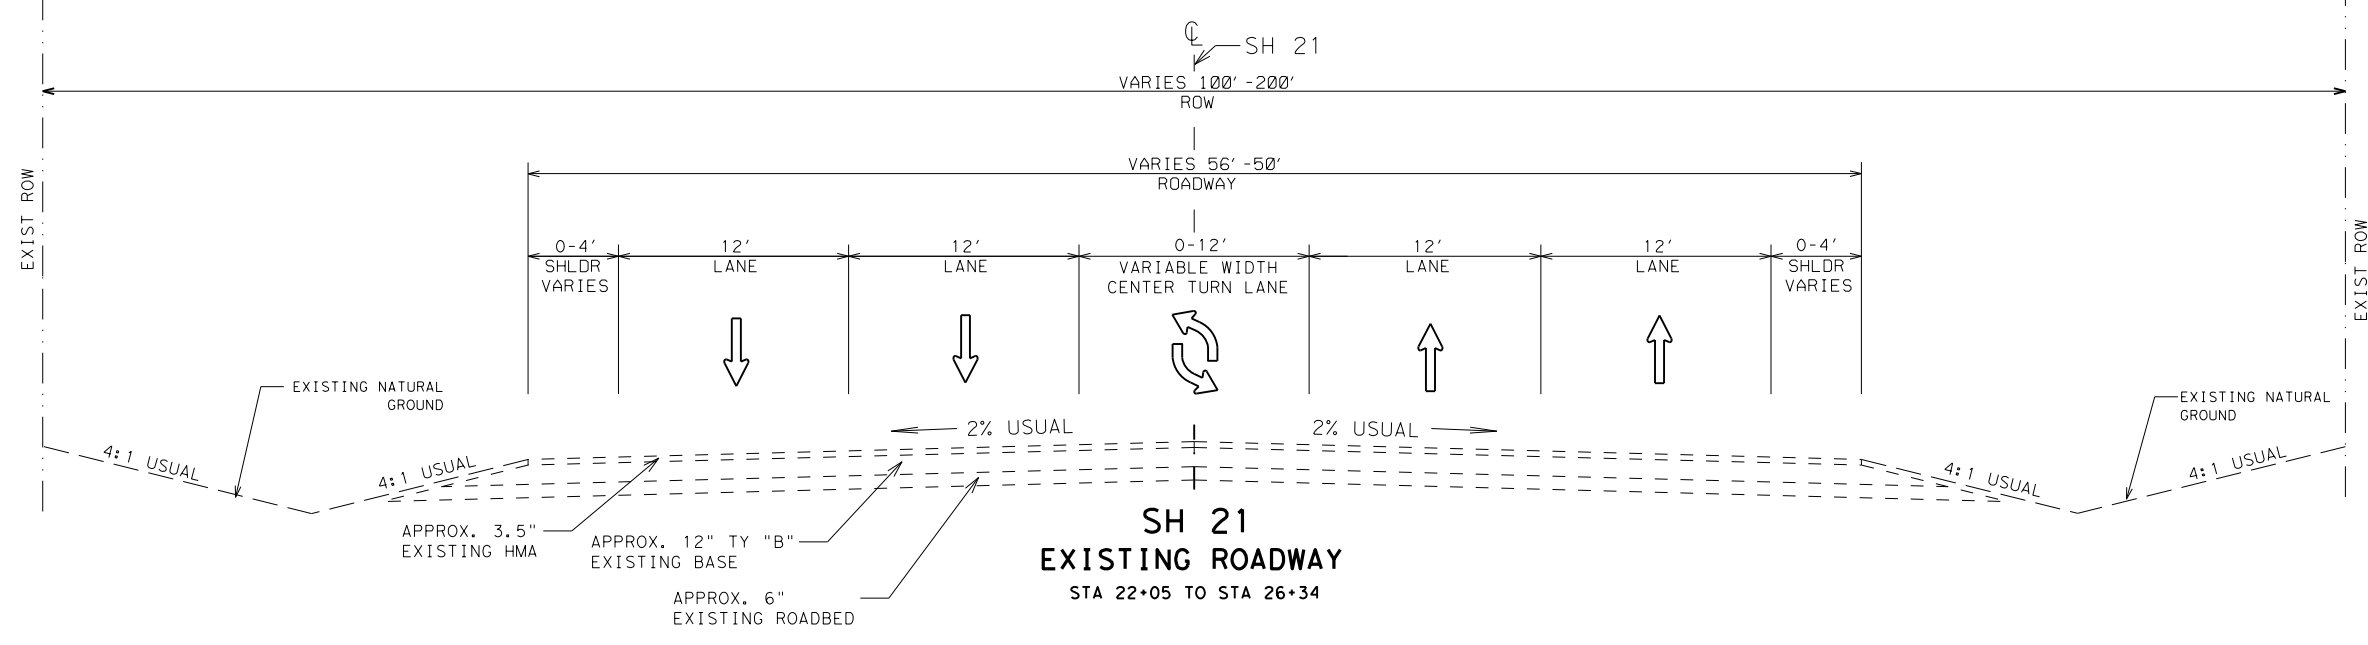 ℄
SH 21
VARIES 100'-200'
ROW
VARIES 56'-50'
ROADWAY
EXIST ROW
EXIST ROW
0-4'
SHLDR
VARIES
12'
LANE
12'
LANE
0-12'
VARIABLE WIDTH
CENTER TURN LANE
12'
LANE
12'
LANE
0-4'
SHLDR
VARIES
EXISTING NATURAL
GROUND
EXISTING NATURAL
GROUND
2% USUAL
2% USUAL
4:1 USUAL
4:1 USUAL
4:1 USUAL
4:1 USUAL
APPROX. 3.5"
EXISTING HMA
APPROX. 12" TY "B"
EXISTING BASE
APPROX. 6"
EXISTING ROADBED
SH 21
EXISTING ROADWAY
STA 22+05 TO STA 26+34